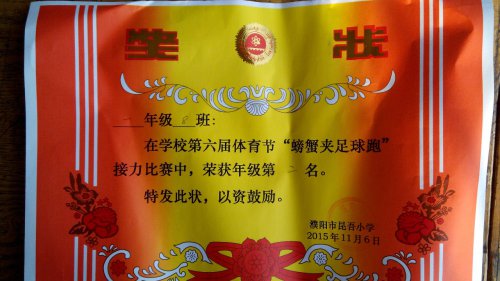 奖 状
年级 8 班：
在学校第六届体育节“螃蟹夹足球跑”
接力比赛中，荣获年级第 名。
特发此状，以资鼓励。
濮阳市昆吾小学
2015年11月6日